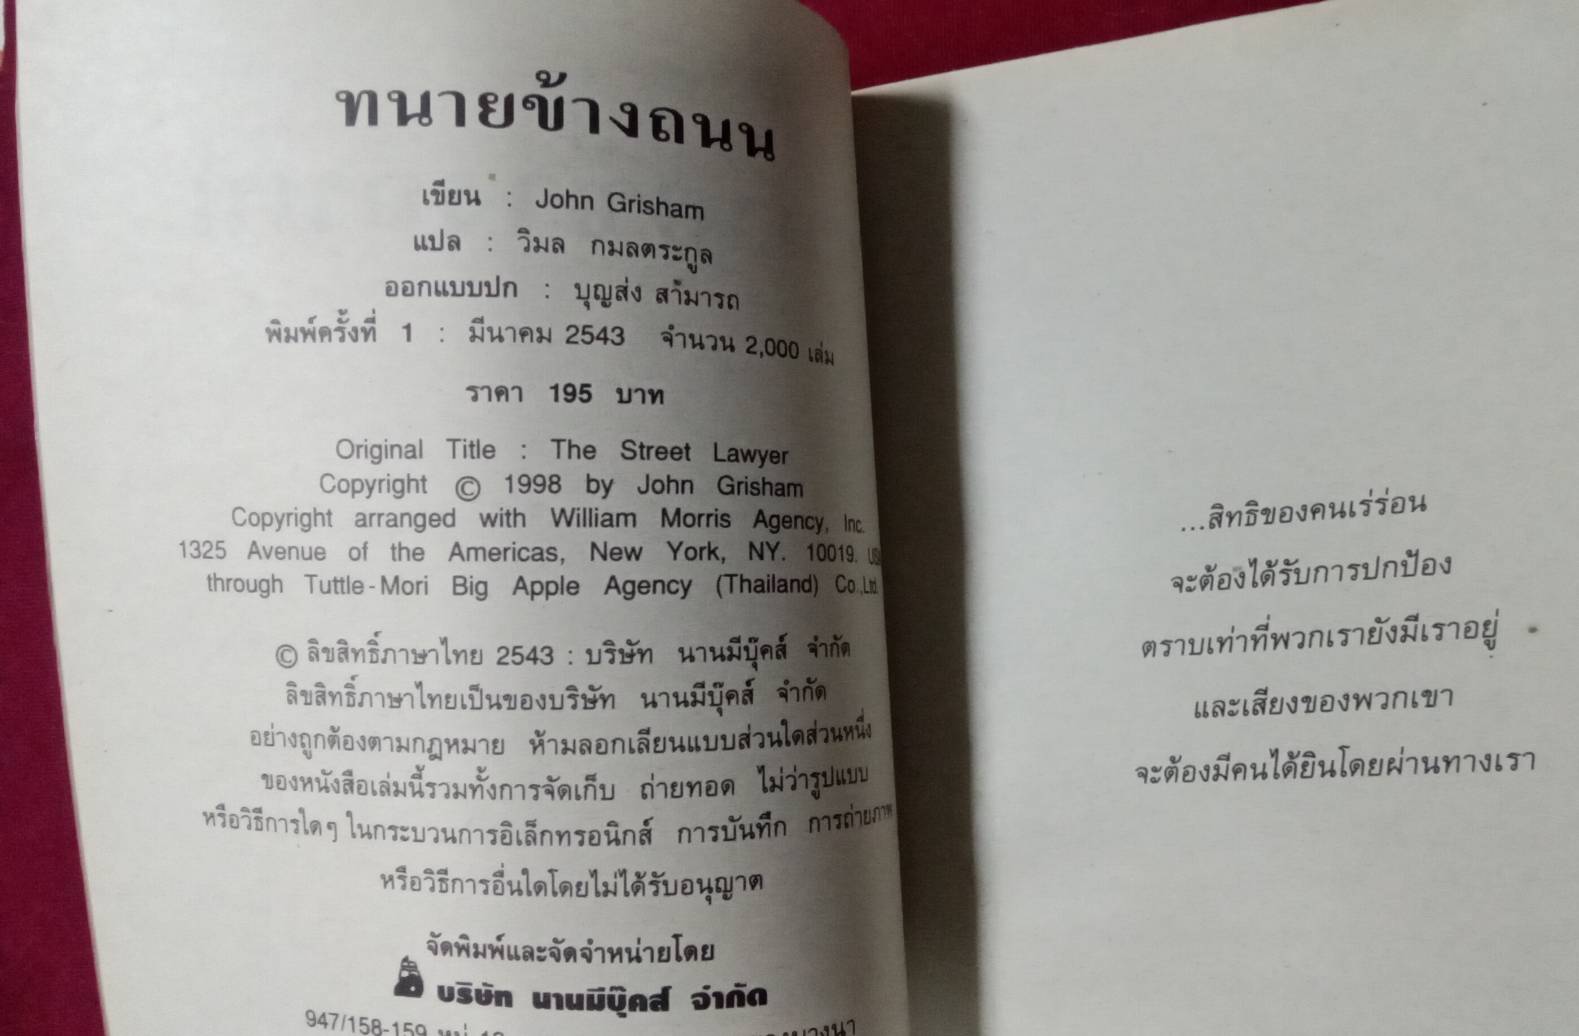 ทนายข้างถนน
เขียน : John Grisham
แปล : วิมล กมลตระกูล
ออกแบบปก : บุญส่ง สามารถ
พิมพ์ครั้งที่ 1 : มีนาคม 2543 จำนวน 2,000 เล่ม
ราคา 195 บาท
Original Title : The Street Lawyer
Copyright © 1998 by John Grisham
Copyright arranged with William Morris Agency, Inc.
1325 Avenue of the Americas, New York, NY. 10019. USA
through Tuttle-Mori Big Apple Agency (Thailand) Co.,Ltd.
© ลิขสิทธิ์ภาษาไทย 2543 : บริษัท นานมีบุ๊คส์ จำกัด
ลิขสิทธิ์ภาษาไทยเป็นของบริษัท นานมีบุ๊คส์ จำกัด
อย่างถูกต้องตามกฎหมาย ห้ามลอกเลียนแบบส่วนใดส่วนหนึ่ง
ของหนังสือเล่มนี้รวมทั้งการจัดเก็บ ถ่ายทอด ไม่ว่ารูปแบบ
หรือวิธีการใดๆ ในกระบวนการอิเล็กทรอนิกส์ การบันทึก การถ่ายภาพ
หรือวิธีการอื่นใดโดยไม่ได้รับอนุญาต
จัดพิมพ์และจัดจำหน่ายโดย
บริษัท นานมีบุ๊คส์ จำกัด
947/158-159 หมู่ 12
...สิทธิของคนเร่ร่อน
จะต้องได้รับการปกป้อง
ตราบเท่าที่พวกเรายังมีเราอยู่
และเสียงของพวกเขา
จะต้องมีคนได้ยินโดยผ่านทางเรา